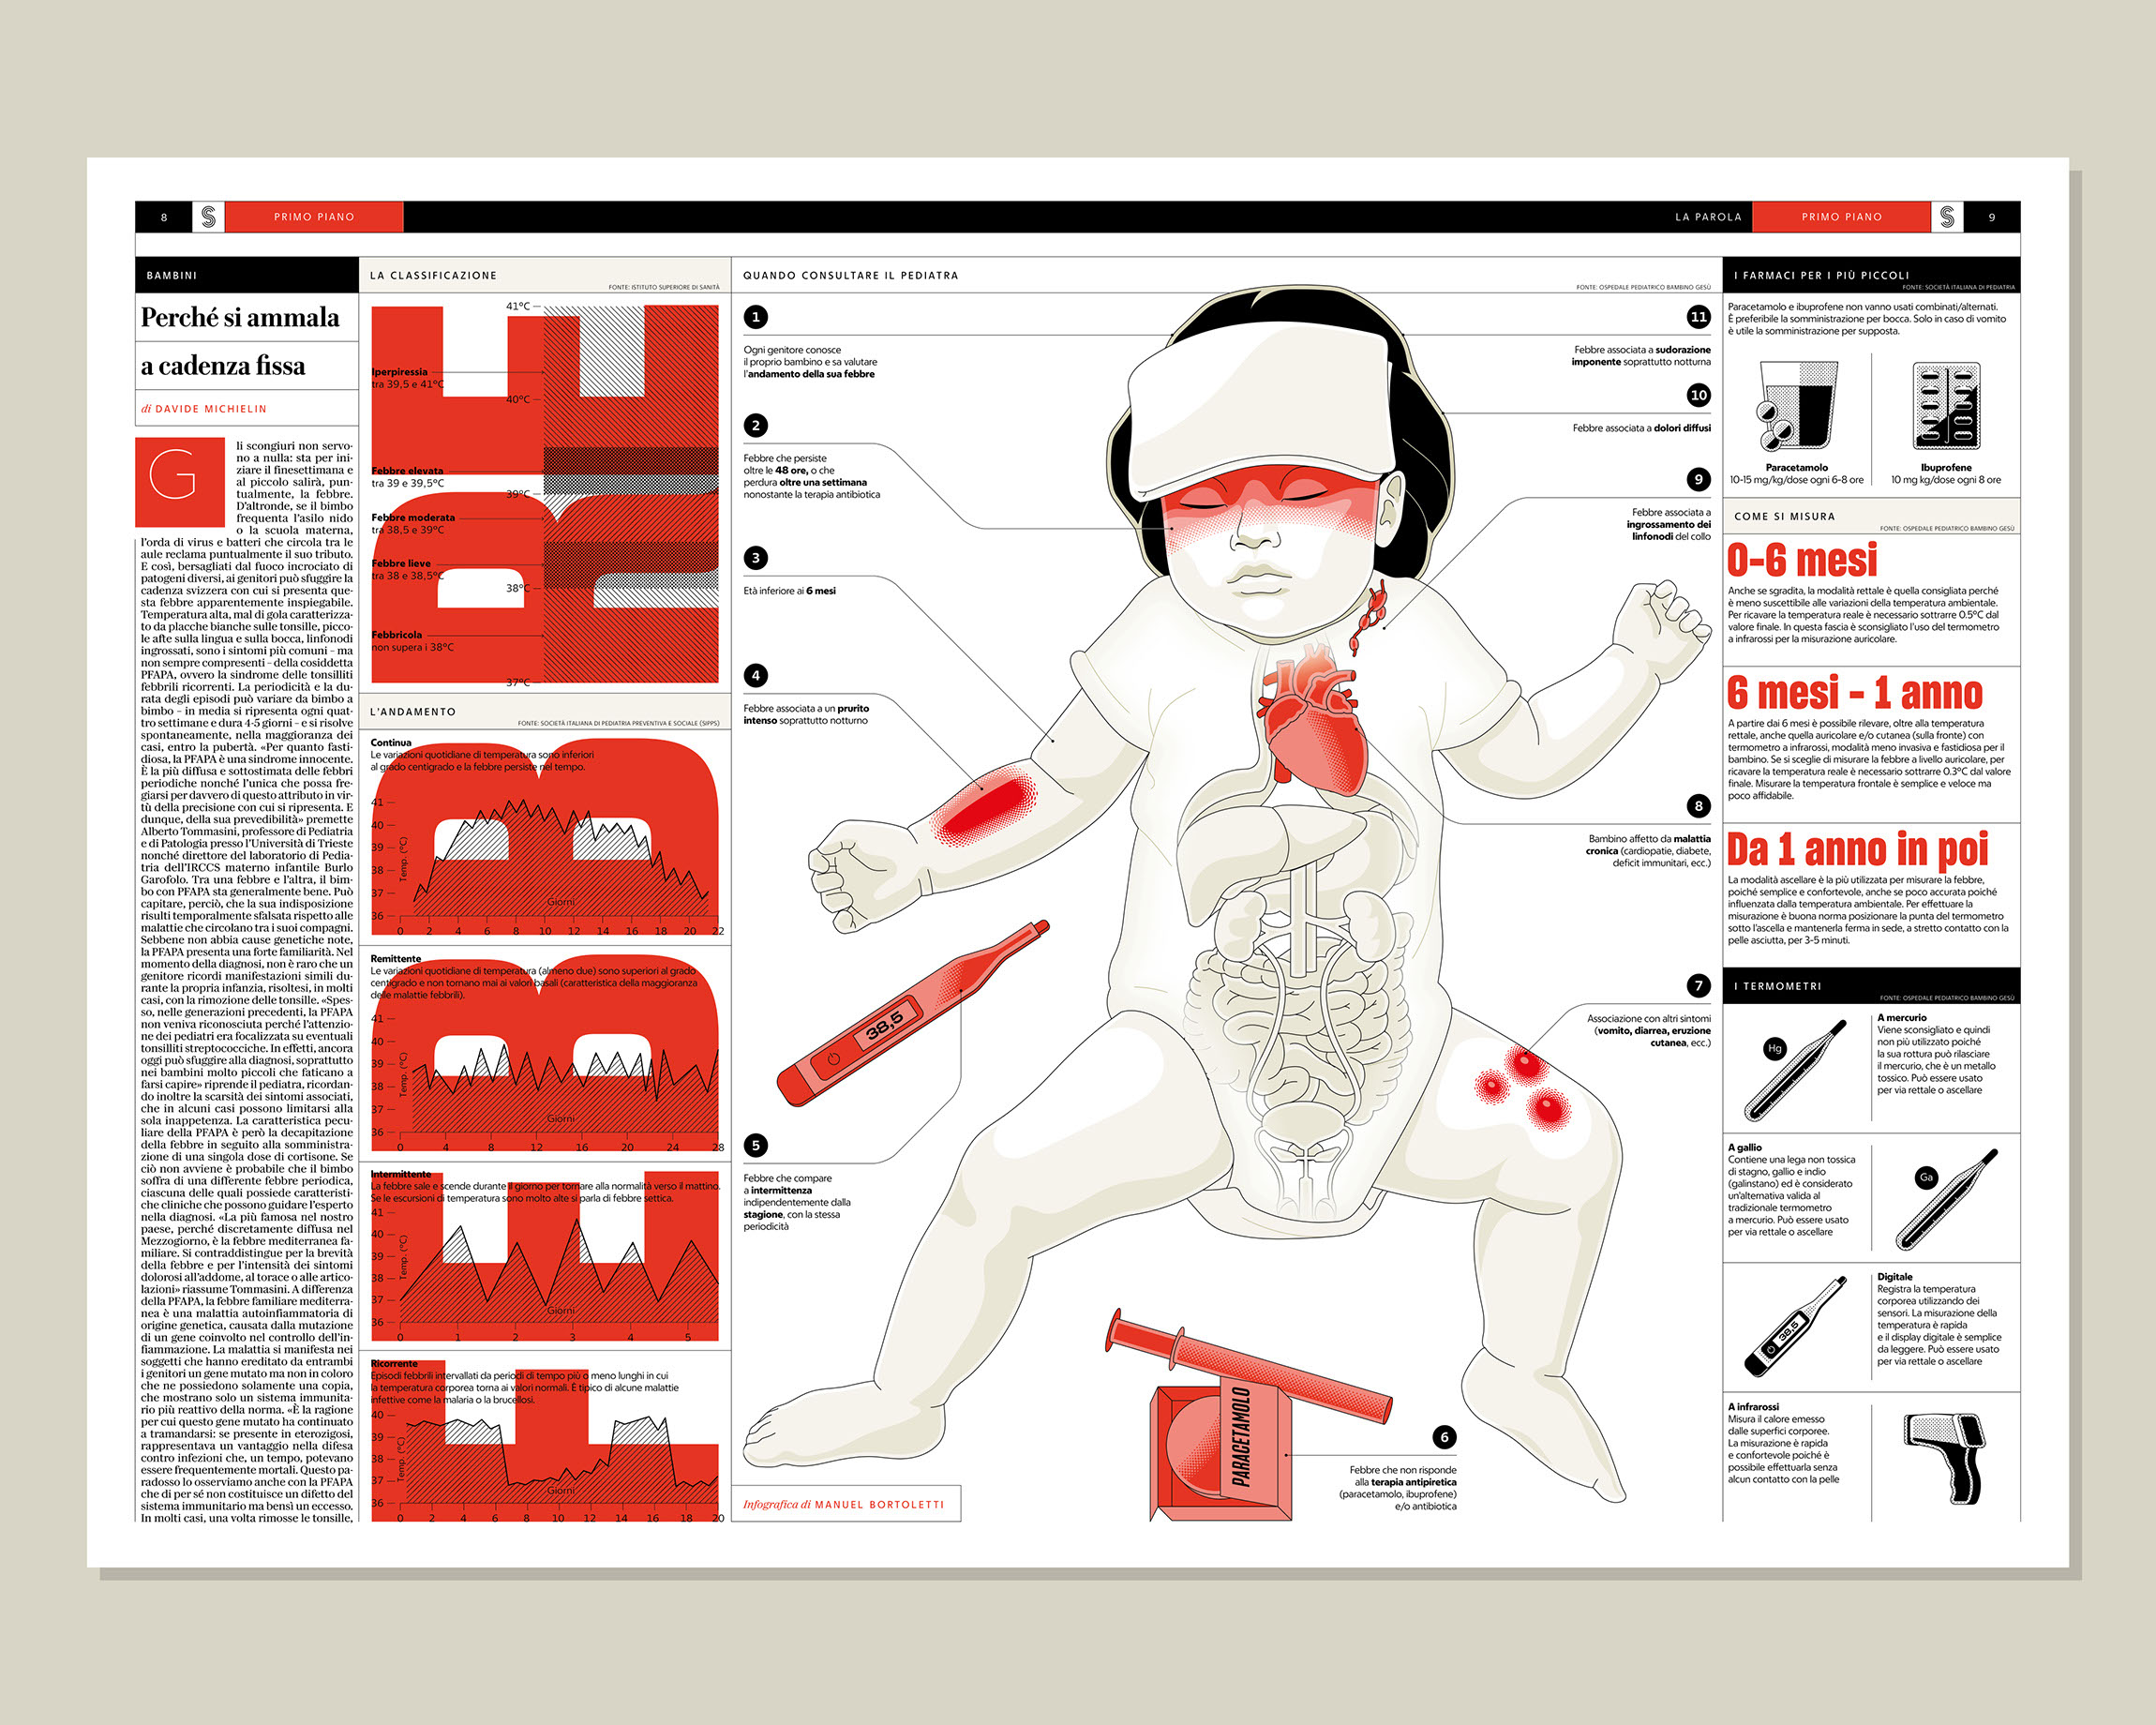 8
S
PRIMO PIANO
LA PAROLA
PRIMO PIANO
S
9
BAMBINI
Perché si ammala
a cadenza fissa
di DAVIDE MICHIELIN
G
li scongiuri non servo-
no a nulla: sta per ini-
ziare il finesettimana e
al piccolo salirà, pun-
tualmente, la febbre.
D'altronde, se il bimbo
frequenta l'asilo nido
o la scuola materna,
l'orda di virus e batteri che circola tra le
aule reclama puntualmente il suo tributo.
E così, bersagliati dal fuoco incrociato di
patogeni diversi, ai genitori può sfuggire la
cadenza svizzera con cui si presenta que-
sta febbre apparentemente inspiegabile.
Temperatura alta, mal di gola caratterizza-
to da placche bianche sulle tonsille, picco-
le afte sulla lingua e sulla bocca, linfonodi
ingrossati, sono i sintomi più comuni – ma
non sempre compresenti – della cosiddetta
PFAPA, ovvero la sindrome delle tonsilliti
febbrili ricorrenti. La periodicità e la du-
rata degli episodi può variare da bimbo a
bimbo – in media si ripresenta ogni quat-
tro settimane e dura 4-5 giorni – e si risolve
spontaneamente, nella maggioranza dei
casi, entro la pubertà. «Per quanto fasti-
diosa, la PFAPA è una sindrome innocente.
È la più diffusa e sottostimata delle febbri
periodiche nonché l'unica che possa fre-
giarsi per davvero di questo attributo in vir-
tù della precisione con cui si ripresenta. E
dunque, della sua prevedibilità» premette
Alberto Tommasini, professore di Pediatria
e di Patologia presso l'Università di Trieste
nonché direttore del laboratorio di Pedia-
tria dell'IRCCS materno infantile Burlo
Garofolo. Tra una febbre e l'altra, il bim-
bo con PFAPA sta generalmente bene. Può
capitare, perciò, che la sua indisposizione
risulti temporalmente sfalsata rispetto alle
malattie che circolano tra i suoi compagni.
Sebbene non abbia cause genetiche note,
la PFAPA presenta una forte familiarità. Nel
momento della diagnosi, non è raro che un
genitore ricordi manifestazioni simili du-
rante la propria infanzia, risoltesi, in molti
casi, con la rimozione delle tonsille. «Spes-
so, nelle generazioni precedenti, la PFAPA
non veniva riconosciuta perché l'attenzio-
ne dei pediatri era focalizzata su eventuali
tonsilliti streptococciche. In effetti, ancora
oggi può sfuggire alla diagnosi, soprattutto
nei bambini molto piccoli che faticano a
farsi capire» riprende il pediatra, ricordan-
do inoltre la scarsità dei sintomi associati,
che in alcuni casi possono limitarsi alla
sola inappetenza. La caratteristica pecu-
liare della PFAPA è però la decapitazione
della febbre in seguito alla somministra-
zione di una singola dose di cortisone. Se
ciò non avviene è probabile che il bimbo
soffra di una differente febbre periodica,
ciascuna delle quali possiede caratteristi-
che cliniche che possono guidare l'esperto
nella diagnosi. «La più famosa nel nostro
paese, perché discretamente diffusa nel
Mezzogiorno, è la febbre mediterranea fa-
miliare. Si contraddistingue per la brevità
della febbre e per l'intensità dei sintomi
dolorosi all'addome, al torace o alle artico-
lazioni» riassume Tommasini. A differenza
della PFAPA, la febbre familiare mediterra-
nea è una malattia autoinfiammatoria di
origine genetica, causata dalla mutazione
di un gene coinvolto nel controllo dell'in-
fiammazione. La malattia si manifesta nei
soggetti che hanno ereditato da entrambi
i genitori un gene mutato ma non in coloro
che ne possiedono solamente una copia,
che mostrano solo un sistema immunita-
rio più reattivo della norma. «È la ragione
per cui questo gene mutato ha continuato
a tramandarsi: se presente in eterozigosi,
rappresentava un vantaggio nella difesa
contro infezioni che, un tempo, potevano
essere frequentemente mortali. Questo pa-
radosso lo osserviamo anche con la PFAPA
che di per sé non costituisce un difetto del
sistema immunitario ma bensì un eccesso.
In molti casi, una volta rimosse le tonsille,
LA CLASSIFICAZIONE
FONTE: ISTITUTO SUPERIORE DI SANITÀ
41°C
Iperpiressia
tra 39,5 e 41°C
40°C
Febbre elevata
tra 39 e 39,5°C
39°C
Febbre moderata
tra 38,5 e 39°C
Febbre lieve
tra 38 e 38,5°C
38°C
Febbricola
non supera i 38°C
37°C
L'ANDAMENTO
FONTE: SOCIETÀ ITALIANA DI PEDIATRIA PREVENTIVA E SOCIALE (SIPPS)
Continua
Le variazioni quotidiane di temperatura sono inferiori
al grado centigrado e la febbre persiste nel tempo.
41
40
39
38
37
36
Temp. (°C)
Giorni
0 2 4 6 8 10 12 14 16 18 20 22
Remittente
Le variazioni quotidiane di temperatura (almeno due) sono superiori al grado
centigrado e non tornano mai ai valori basali (caratteristica della maggioranza
delle malattie febbrili).
41
40
39
38
37
36
Temp. (°C)
Giorni
0 4 8 12 16 20 24 28
Intermittente
La febbre sale e scende durante il giorno per tornare alla normalità verso il mattino.
Se le escursioni di temperatura sono molto alte si parla di febbre settica.
41
40
39
38
37
36
Temp. (°C)
Giorni
0 1 2 3 4 5
Ricorrente
Episodi febbrili intervallati da periodi di tempo più o meno lunghi in cui
la temperatura corporea torna ai valori normali. È tipico di alcune malattie
infettive come la malaria o la brucellosi.
40
39
38
37
36
Temp. (°C)
Giorni
0 2 4 6 8 10 12 14 16 18 20
QUANDO CONSULTARE IL PEDIATRA
FONTE: OSPEDALE PEDIATRICO BAMBINO GESÙ
1
Ogni genitore conosce
il proprio bambino e sa valutare
l'andamento della sua febbre
2
Febbre che persiste
oltre le 48 ore, o che
perdura oltre una settimana
nonostante la terapia antibiotica
3
Età inferiore ai 6 mesi
4
Febbre associata a un prurito
intenso soprattutto notturno
38,5
5
Febbre che compare
a intermittenza
indipendentemente dalla
stagione, con la stessa
periodicità
PARACETAMOLO
6
Febbre che non risponde
alla terapia antipiretica
(paracetamolo, ibuprofene)
e/o antibiotica
7
Associazione con altri sintomi
(vomito, diarrea, eruzione
cutanea, ecc.)
8
Bambino affetto da malattia
cronica (cardiopatie, diabete,
deficit immunitari, ecc.)
9
Febbre associata a
ingrossamento dei
linfonodi del collo
10
Febbre associata a dolori diffusi
11
Febbre associata a sudorazione
imponente soprattutto notturna
Infografica di MANUEL BORTOLETTI
I FARMACI PER I PIÙ PICCOLI
FONTE: SOCIETÀ ITALIANA DI PEDIATRIA
Paracetamolo e ibuprofene non vanno usati combinati/alternati.
È preferibile la somministrazione per bocca. Solo in caso di vomito
è utile la somministrazione per supposta.
Paracetamolo
10-15 mg/kg/dose ogni 6-8 ore
Ibuprofene
10 mg kg/dose ogni 8 ore
COME SI MISURA
FONTE: OSPEDALE PEDIATRICO BAMBINO GESÙ
0-6 mesi
Anche se sgradita, la modalità rettale è quella consigliata perché
è meno suscettibile alle variazioni della temperatura ambientale.
Per ricavare la temperatura reale è necessario sottrarre 0.5°C dal
valore finale. In questa fascia è sconsigliato l'uso del termometro
a infrarossi per la misurazione auricolare.
6 mesi - 1 anno
A partire dai 6 mesi è possibile rilevare, oltre alla temperatura
rettale, anche quella auricolare e/o cutanea (sulla fronte) con
termometro a infrarossi, modalità meno invasiva e fastidiosa per il
bambino. Se si sceglie di misurare la febbre a livello auricolare, per
ricavare la temperatura reale è necessario sottrarre 0.3°C dal valore
finale. Misurare la temperatura frontale è semplice e veloce ma
poco affidabile.
Da 1 anno in poi
La modalità ascellare è la più utilizzata per misurare la febbre,
poiché semplice e confortevole, anche se poco accurata poiché
influenzata dalla temperatura ambientale. Per effettuare la
misurazione è buona norma posizionare la punta del termometro
sotto l'ascella e mantenerla ferma in sede, a stretto contatto con la
pelle asciutta, per 3-5 minuti.
I TERMOMETRI
FONTE: OSPEDALE PEDIATRICO BAMBINO GESÙ
Hg
A mercurio
Viene sconsigliato e quindi
non più utilizzato poiché
la sua rottura può rilasciare
il mercurio, che è un metallo
tossico. Può essere usato
per via rettale o ascellare
A gallio
Contiene una lega non tossica
di stagno, gallio e indio
(galinstano) ed è considerato
un'alternativa valida al
tradizionale termometro
a mercurio. Può essere usato
per via rettale o ascellare
Ga
38,5
Digitale
Registra la temperatura
corporea utilizzando dei
sensori. La misurazione della
temperatura è rapida
e il display digitale è semplice
da leggere. Può essere usato
per via rettale o ascellare
A infrarossi
Misura il calore emesso
dalle superfici corporee.
La misurazione è rapida
e confortevole poiché è
possibile effettuarla senza
alcun contatto con la pelle